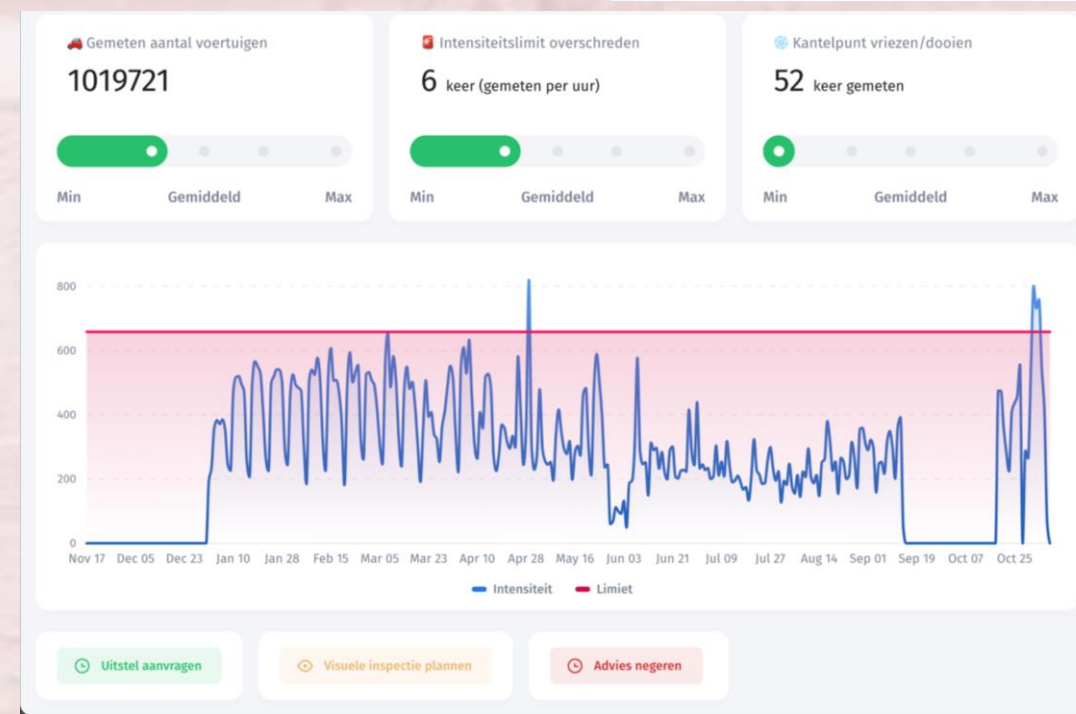 🚗 Gemeten aantal voertuigen
1019721
Min Gemiddeld Max
🚨 Intensiteitslimit overschreden
6 keer (gemeten per uur)
Min Gemiddeld Max
❄️ Kantelpunt vriezen/dooien
52 keer gemeten
Min Gemiddeld Max
800
600
400
200
0
Nov 17 Dec 05 Dec 23 Jan 10 Jan 28 Feb 15 Mar 05 Mar 23 Apr 10 Apr 28 May 16 Jun 03 Jun 21 Jul 09 Jul 27 Aug 14 Sep 01 Sep 19 Oct 07 Oct 25
Intensiteit Limiet
Uitstel aanvragen
Visuele inspectie plannen
Advies negeren